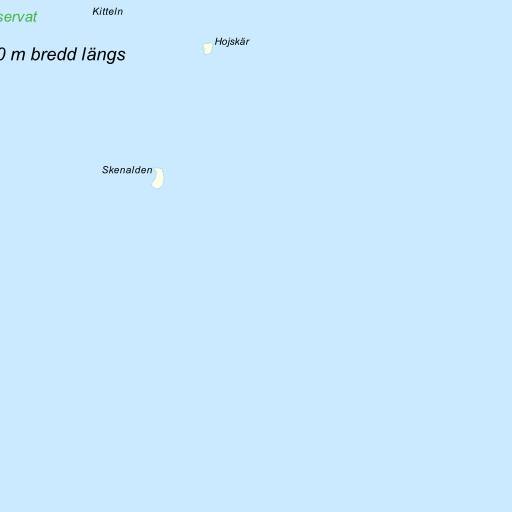 servat
Kitteln
Hojskär
0 m bredd längs
Skenalden